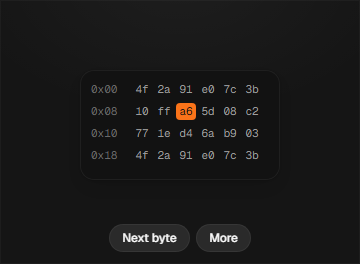 0x00 4f 2a 91 e0 7c 3b
0x08 10 ff a6 5d 08 c2
0x10 77 1e d4 6a b9 03
0x18 4f 2a 91 e0 7c 3b
Next byte More